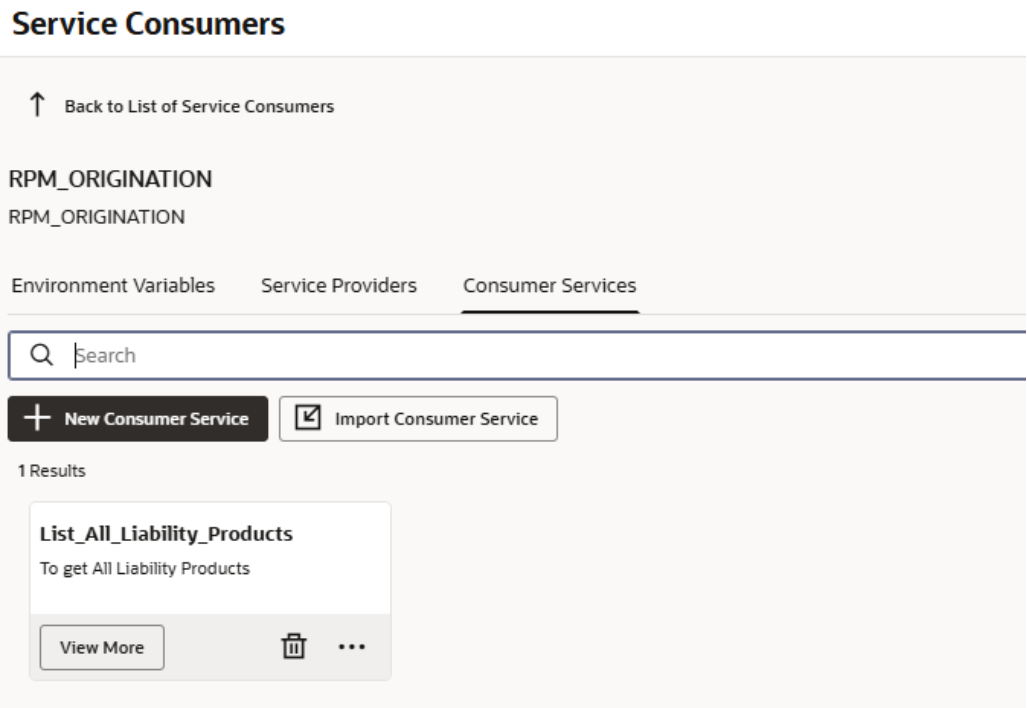 Service Consumers
Back to List of Service Consumers
RPM_ORIGINATION
RPM_ORIGINATION
Environment Variables Service Providers Consumer Services
Search
New Consumer Service Import Consumer Service
1 Results
List_All_Liability_Products
To get All Liability Products
View More